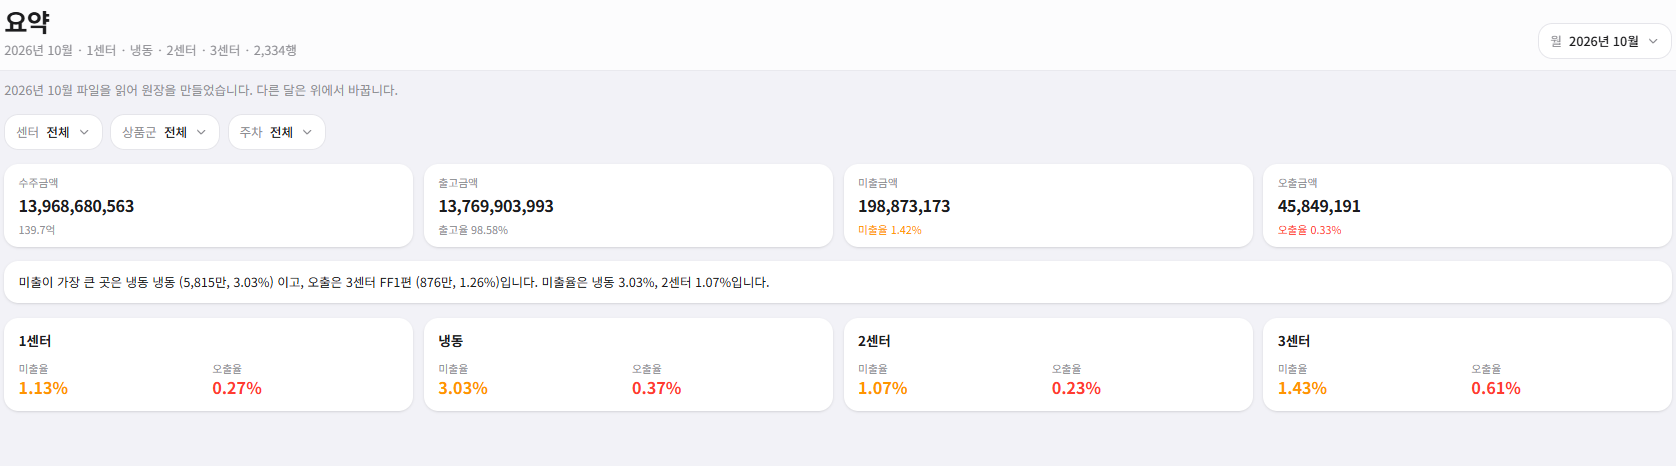 요약
2026년 10월 · 1센터 · 냉동 · 2센터 · 3센터 · 2,334행
월 2026년 10월
2026년 10월 파일을 읽어 원장을 만들었습니다. 다른 달은 위에서 바꿉니다.
센터 전체
상품군 전체
주차 전체
수주금액
13,968,680,563
139.7억
출고금액
13,769,903,993
출고율 98.58%
미출금액
198,873,173
미출율 1.42%
오출금액
45,849,191
오출율 0.33%
미출이 가장 큰 곳은 냉동 냉동 (5,815만, 3.03%) 이고, 오출은 3센터 FF1편 (876만, 1.26%)입니다. 미출율은 냉동 3.03%, 2센터 1.07%입니다.
1센터
미출율 오출율
1.13% 0.27%
냉동
미출율 오출율
3.03% 0.37%
2센터
미출율 오출율
1.07% 0.23%
3센터
미출율 오출율
1.43% 0.61%